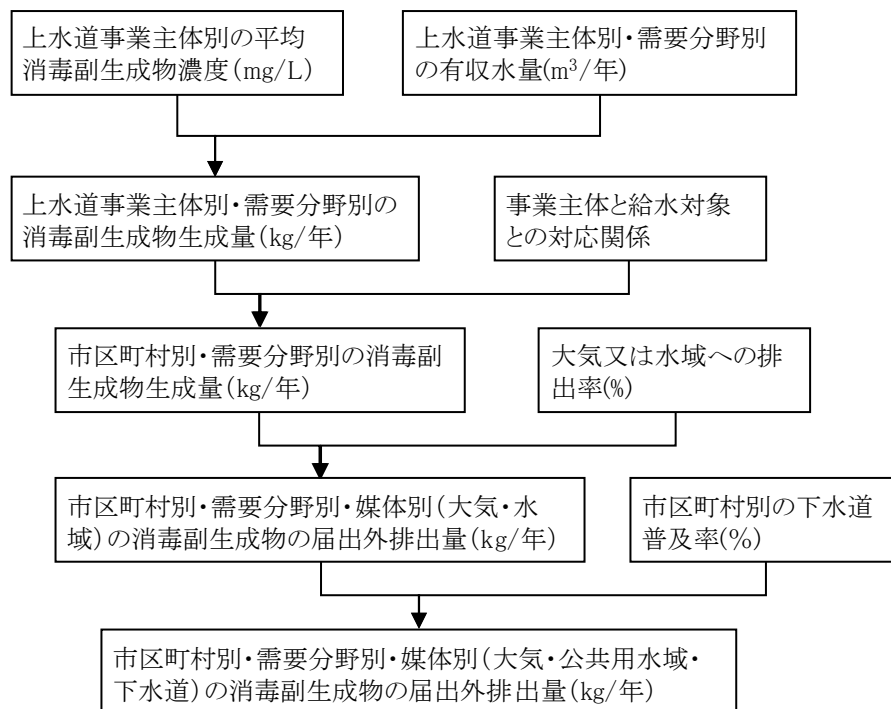 上水道事業主体別の平均
消毒副生成物濃度(mg/L)
上水道事業主体別・需要分野別
の有収水量(m³/年)
上水道事業主体別・需要分野別の
消毒副生成物生成量(kg/年)
事業主体と給水対象
との対応関係
市区町村別・需要分野別の消毒副
生成物生成量(kg/年)
大気又は水域への排
出率(%)
市区町村別・需要分野別・媒体別(大気・水
域)の消毒副生成物の届出外排出量(kg/年)
市区町村別の下水道
普及率(%)
市区町村別・需要分野別・媒体別(大気・公共用水域・
下水道)の消毒副生成物の届出外排出量(kg/年)